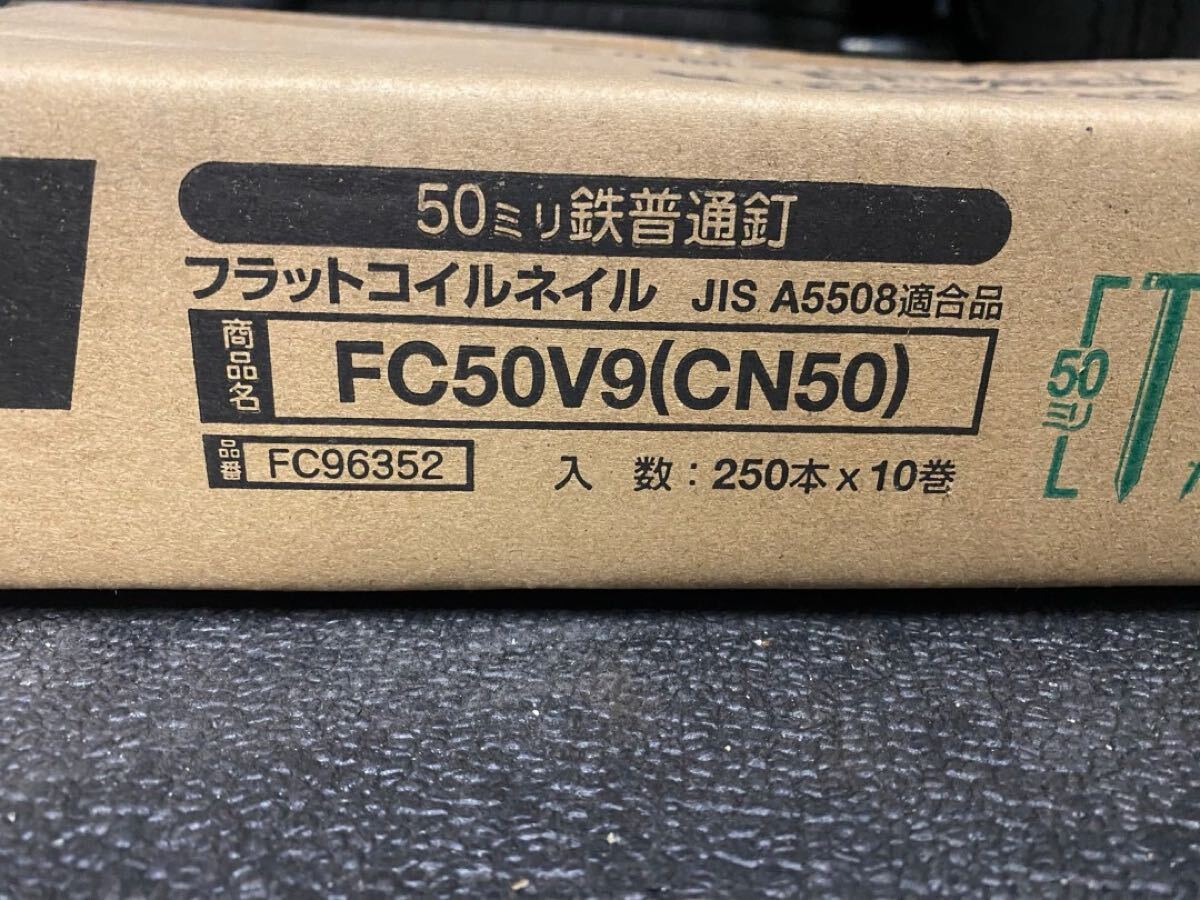 50ミリ鉄普通釘
フラットコイルネイル JIS A5508適合品
商品名 FC50V9(CN50)
品番 FC96352 入 数：250本x10巻
50ミリ